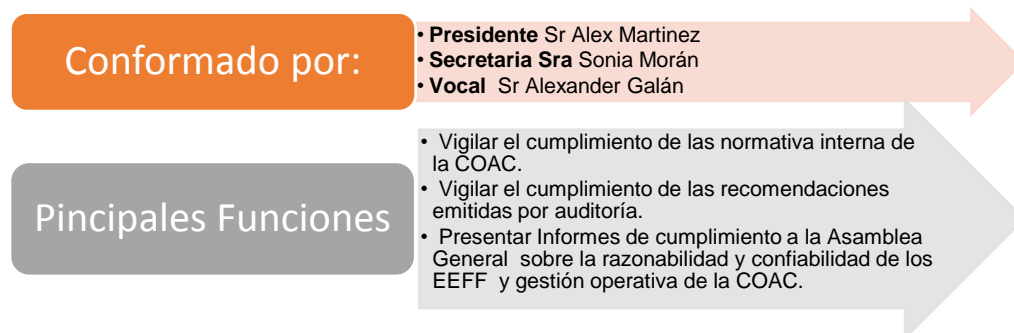 Conformado por:
• Presidente Sr Alex Martinez
• Secretaria Sra Sonia Morán
• Vocal Sr Alexander Galán
Pincipales Funciones
• Vigilar el cumplimiento de las normativa interna de
la COAC.
• Vigilar el cumplimiento de las recomendaciones
emitidas por auditoría.
• Presentar Informes de cumplimiento a la Asamblea
General sobre la razonabilidad y confiabilidad de los
EEFF y gestión operativa de la COAC.